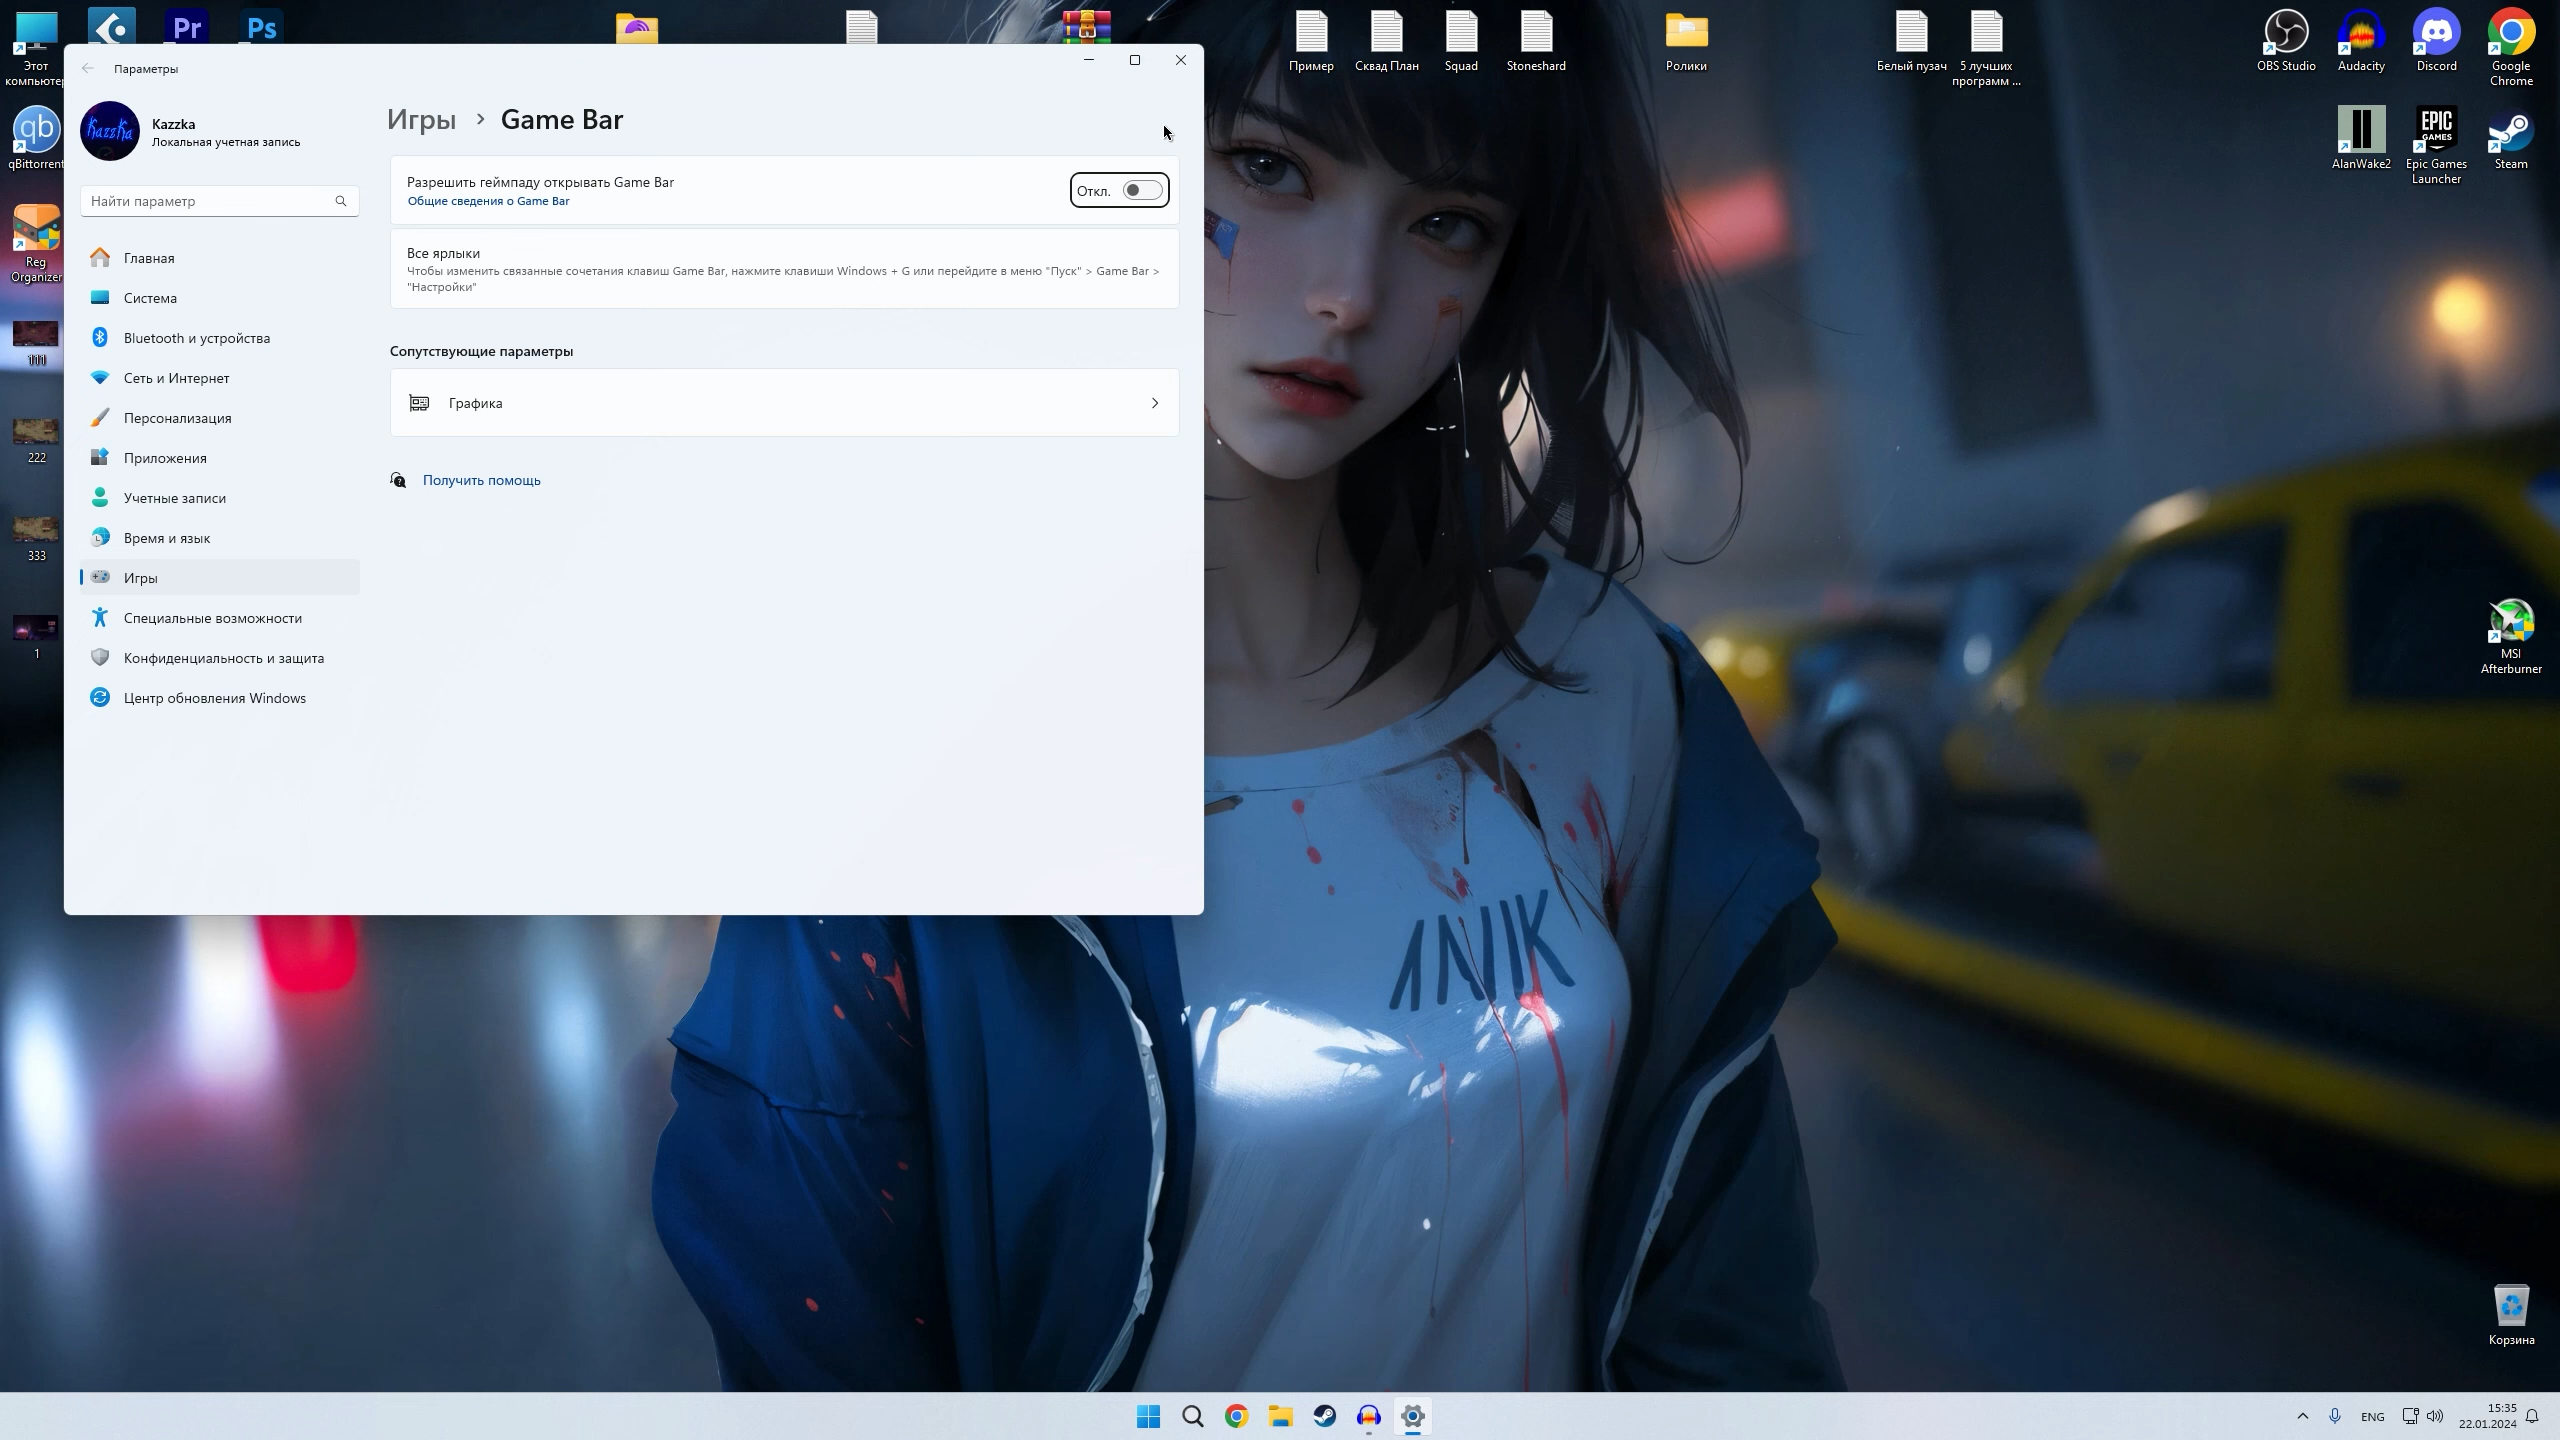 Pr
Ps
Этот
компьютер
qb
qBittorrent
Reg
Organizer
111
222
333
1
Параметры
Kazzka
Kazzka
Локальная учетная запись
Найти параметр
Главная
Система
Bluetooth и устройства
Сеть и Интернет
Персонализация
Приложения
Учетные записи
Время и язык
Игры
Специальные возможности
Конфиденциальность и защита
Центр обновления Windows
Игры > Game Bar
Разрешить геймпаду открывать Game Bar
Общие сведения о Game Bar
Откл.
Все ярлыки
Чтобы изменить связанные сочетания клавиш Game Bar, нажмите клавиши Windows + G или перейдите в меню "Пуск" > Game Bar >
"Настройки"
Сопутствующие параметры
Графика
Получить помощь
Пример
Сквад План
Squad
Stoneshard
Ролики
Белый пузач
5 лучших
программ ...
OBS Studio
Audacity
Discord
Google
Chrome
AlanWake2
EPIC
GAMES
Epic Games
Launcher
Steam
MSI
Afterburner
ANIK
Корзина
ENG
15:35
22.01.2024